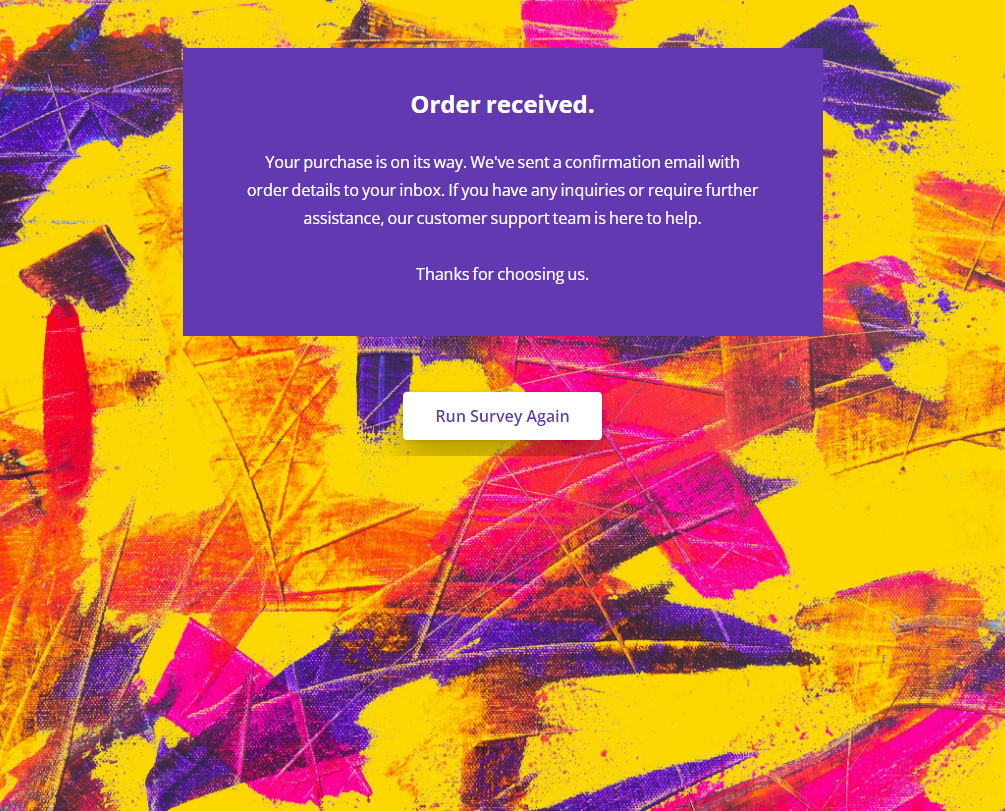 Order received.
Your purchase is on its way. We've sent a confirmation email with
order details to your inbox. If you have any inquiries or require further
assistance, our customer support team is here to help.
Thanks for choosing us.
Run Survey Again